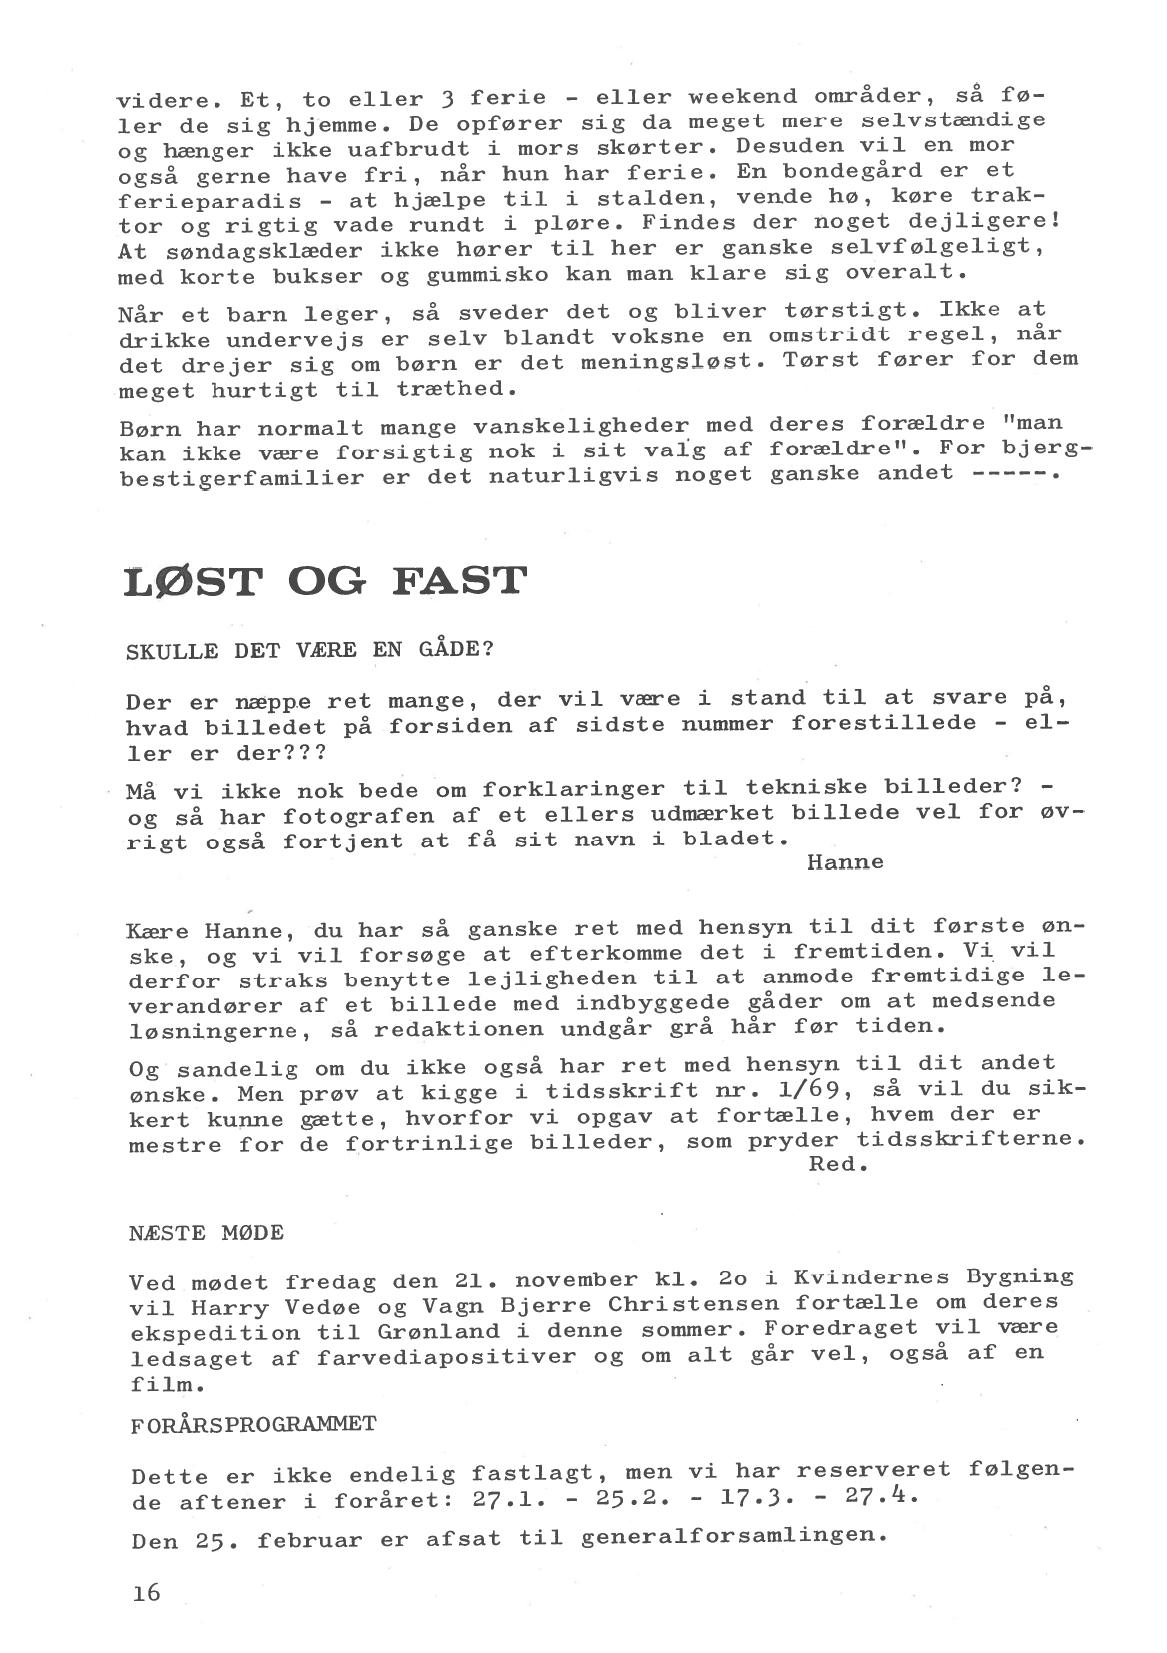 videre. Et, to eller 3 ferie - eller weekend områder, så fø-
ler de sig hjemme. De opfører sig da meget mere selvstændige
og hænger ikke uafbrudt i mors skørter. Desuden vil en mor
også gerne have fri, når hun har ferie. En bondegård er et
ferieparadis - at hjælpe til i stalden, vende hø, køre trak-
tor og rigtig vade rundt i pløre. Findes der noget dejligere!
At søndagsklæder ikke hører til her er ganske selvfølgeligt,
med korte bukser og gummisko kan man klare sig overalt.
Når et barn leger, så sveder det og bliver tørstigt. Ikke at
drikke undervejs er selv blandt voksne en omstridt regel, når
det drejer sig om børn er det meningsløst. Tørst fører for dem
meget hurtigt til træthed.
Børn har normalt mange vanskeligheder med deres forældre "man
kan ikke være forsigtig nok i sit valg af forældre". For bjerg-
bestigerfamilier er det naturligvis noget ganske andet -----.
LØST OG FAST
SKULLE DET VÆRE EN GÅDE?
Der er næppe ret mange, der vil være i stand til at svare på,
hvad billedet på forsiden af sidste nummer forestillede - el-
ler er der???
Må vi ikke nok bede om forklaringer til tekniske billeder? -
og så har fotografen af et ellers udmærket billede vel for øv-
rigt også fortjent at få sit navn i bladet.
Hanne
Kære Hanne, du har så ganske ret med hensyn til dit første øn-
ske, og vi vil forsøge at efterkomme det i fremtiden. Vi vil
derfor straks benytte lejligheden til at anmode fremtidige le-
verandører af et billede med indbyggede gåder om at medsende
løsningerne, så redaktionen undgår grå hår før tiden.
Og sandelig om du ikke også har ret med hensyn til dit andet
ønske. Men prøv at kigge i tidsskrift nr. 1/69, så vil du sik-
kert kunne gætte, hvorfor vi opgav at fortælle, hvem der er
mestre for de fortrinlige billeder, som pryder tidsskrifterne.
Red.
NÆSTE MØDE
Ved mødet fredag den 21. november kl. 2o i Kvindernes Bygning
vil Harry Vedøe og Vagn Bjerre Christensen fortælle om deres
ekspedition til Grønland i denne sommer. Foredraget vil være
ledsaget af farvediapositiver og om alt går vel, også af en
film.
FORÅRSPROGRAMMET
Dette er ikke endelig fastlagt, men vi har reserveret følgen-
de aftener i foråret: 27.1. - 25.2. - 17.3. - 27.4.
Den 25. februar er afsat til generalforsamlingen.
16